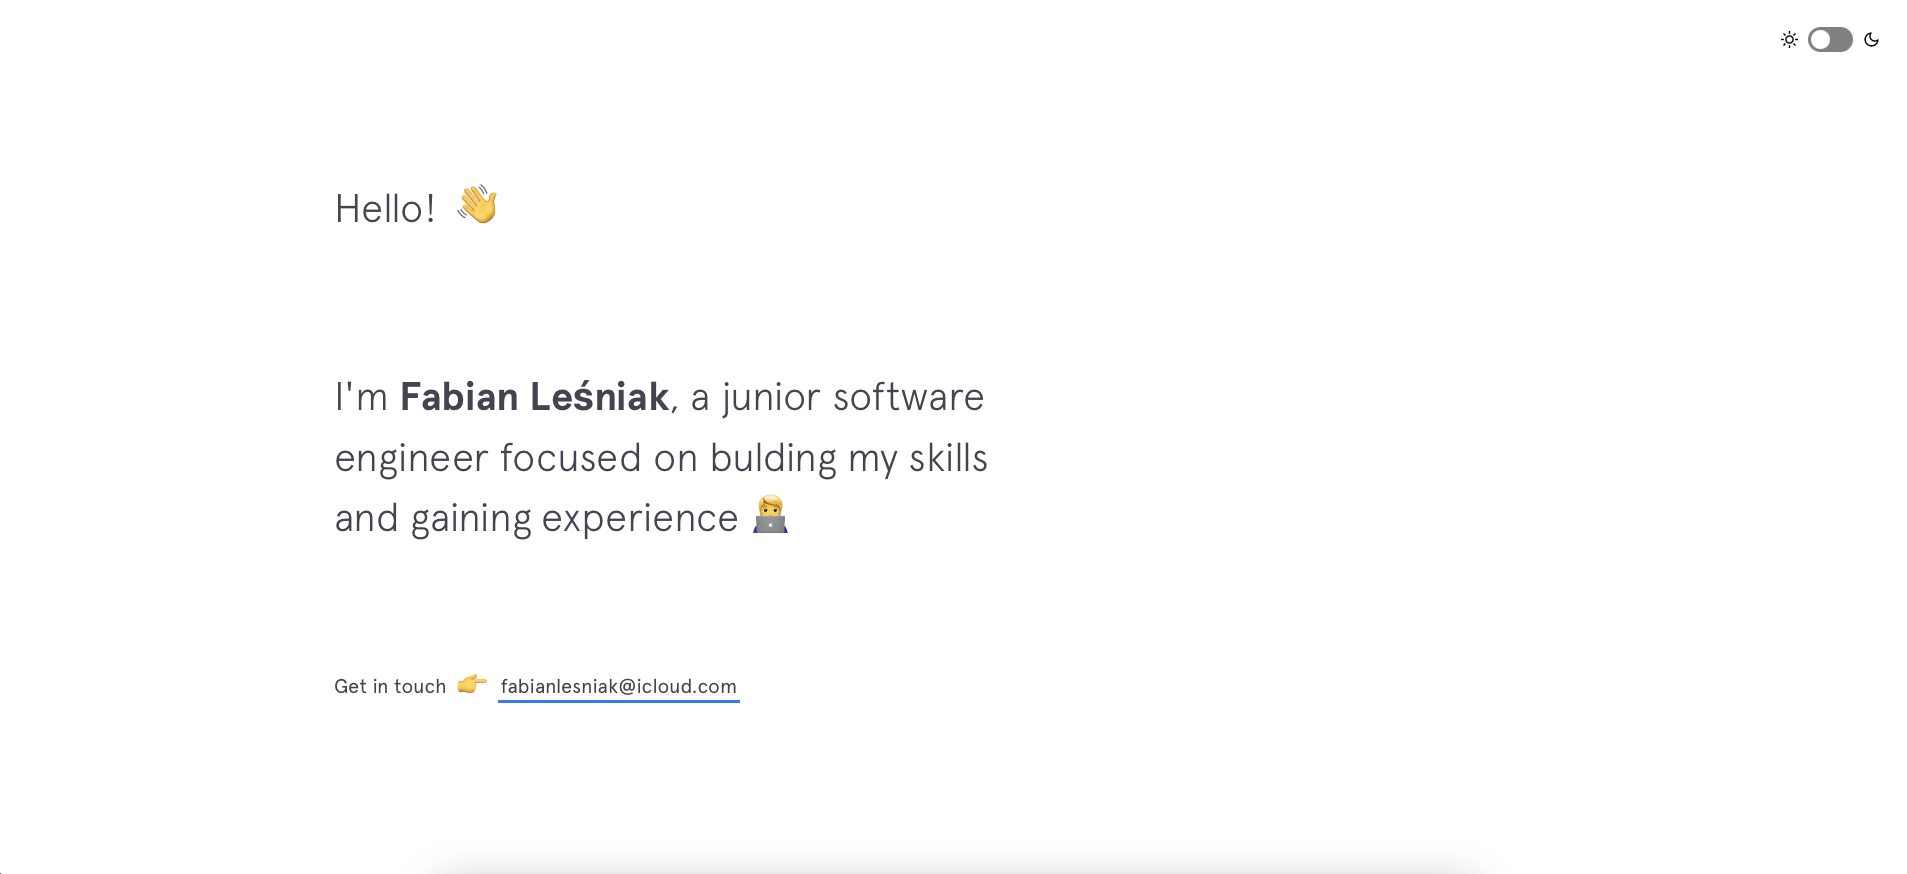 Hello! 👋
I'm Fabian Leśniak, a junior software
engineer focused on bulding my skills
and gaining experience 👨‍💻
Get in touch 👉 fabianlesniak@icloud.com